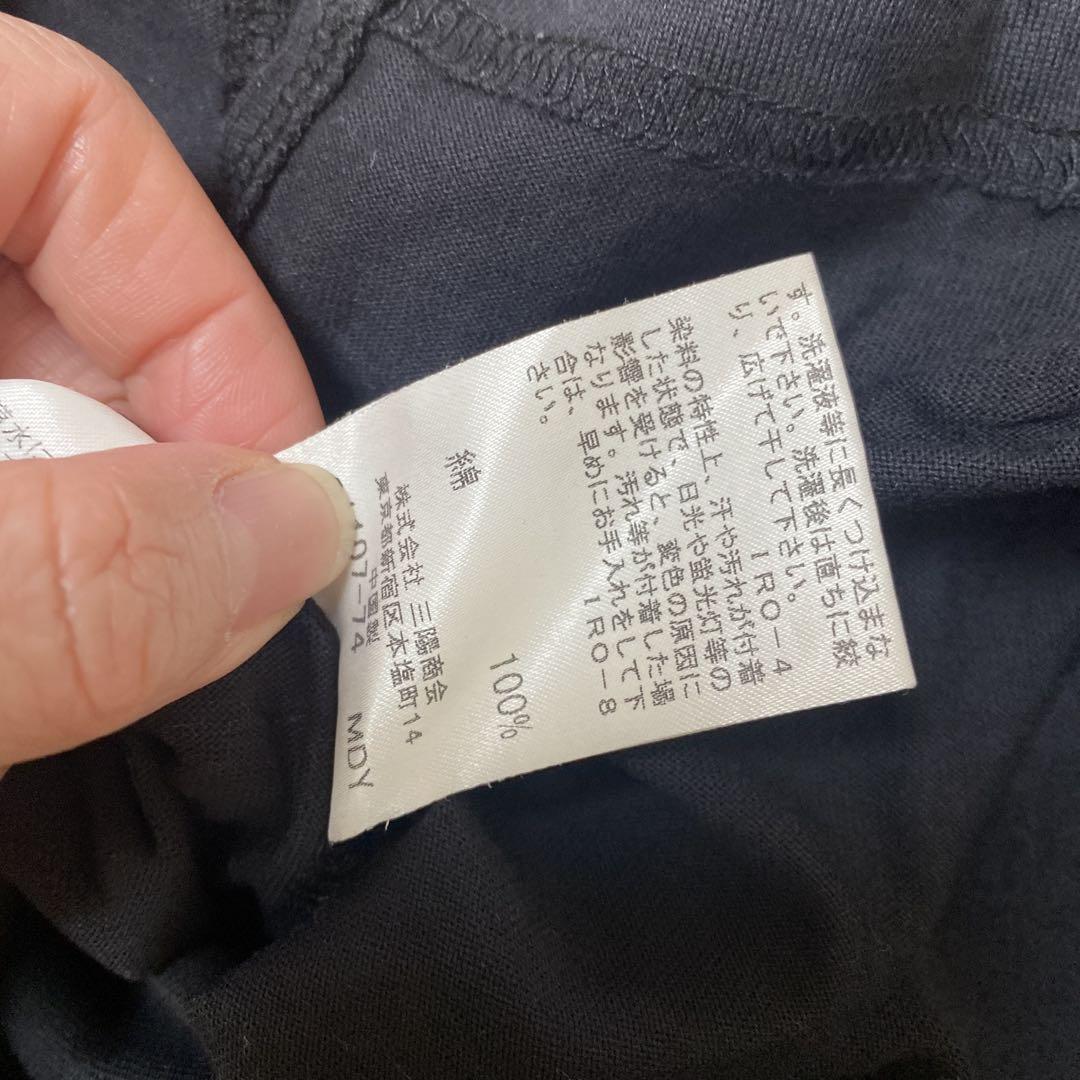 す。洗濯液等に長くつけ込まな
いで下さい。洗濯後は直ちに絞
り、広げて干して下さい。
IRO-4
染料の特性上、汗や汚れが付着
した状態で、日光や蛍光灯等の
影響を受けると、変色の原因に
なります。汚れ等が付着した場
合は、早めにお手入れをして下
さい。
IRO-8
綿
100%
株式会社 三陽商会
東京都新宿区本塩町14
中国製
107-74
MDY